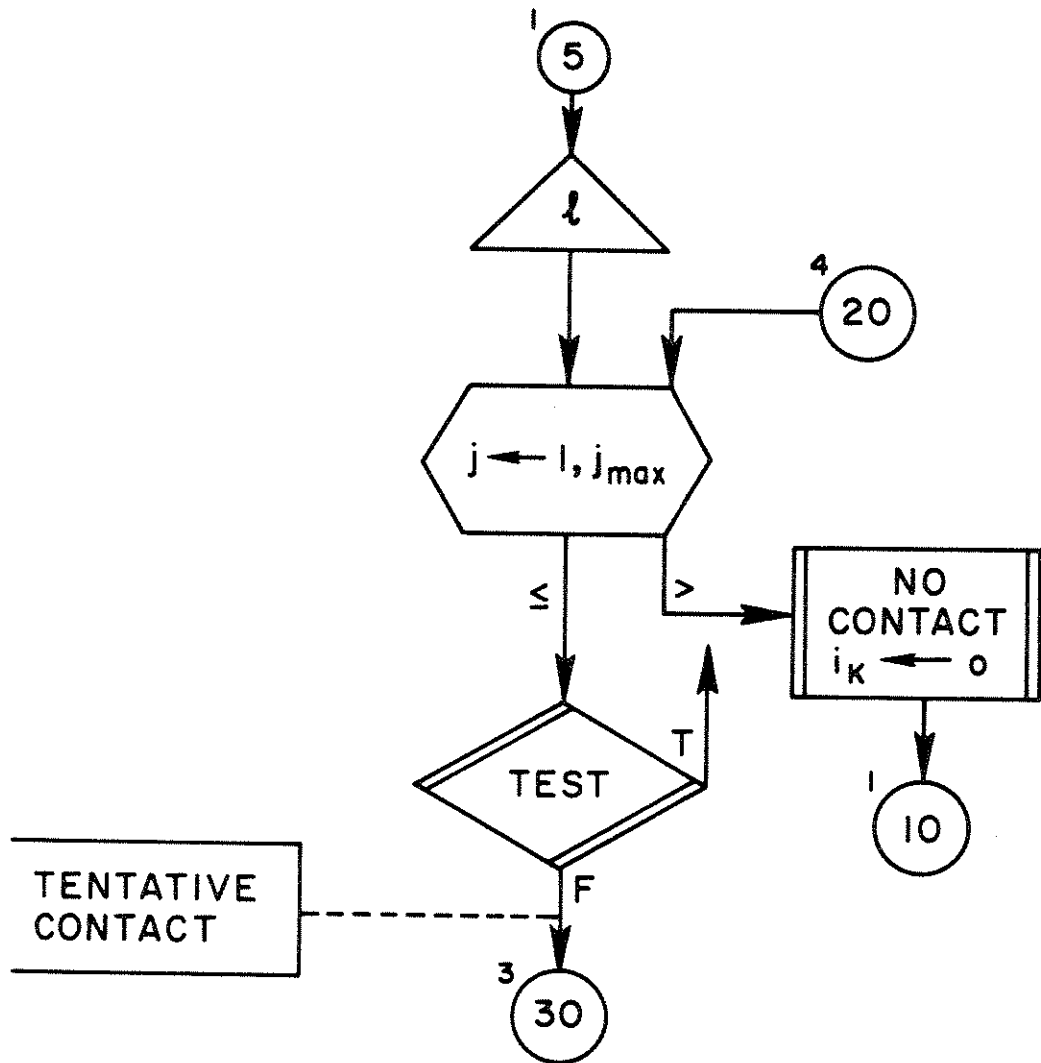 1
5
ℓ
4
20
j ← 1, jmax
≤
>
NO
CONTACT
iK ← 0
T
TEST
1
10
F
TENTATIVE
CONTACT
3
30